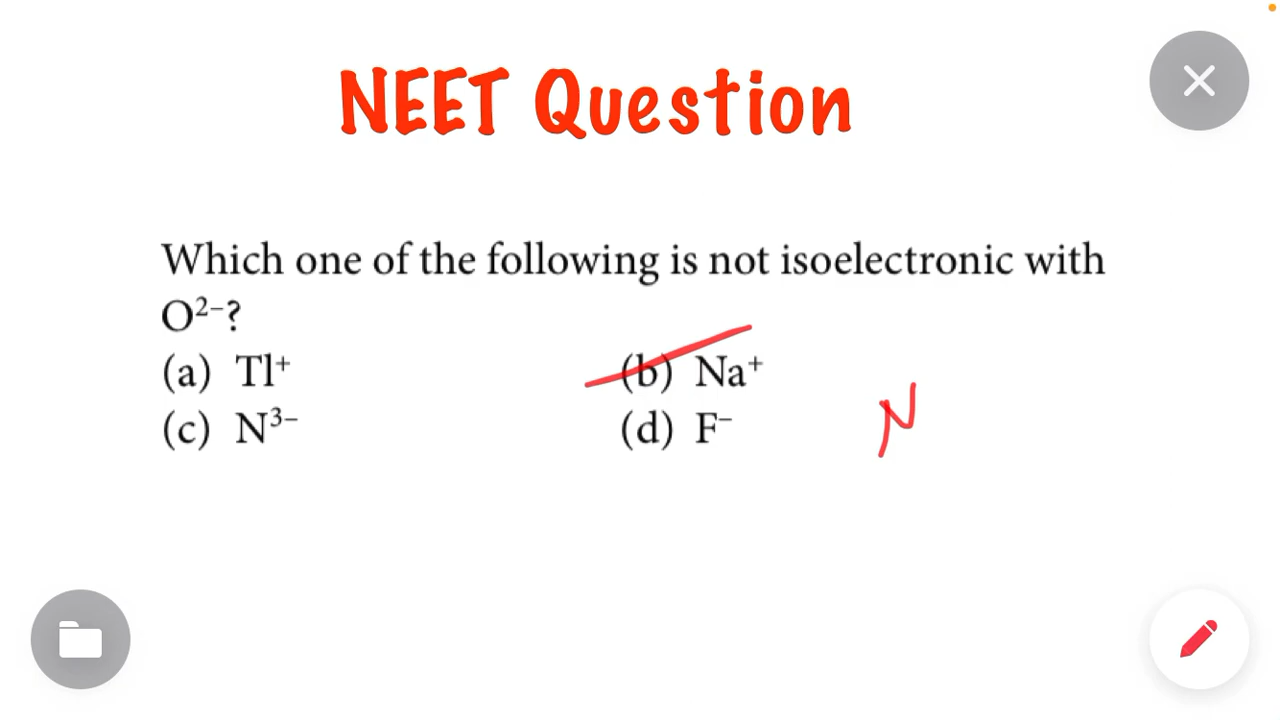 NEET Question
Which one of the following is not isoelectronic with
O²⁻?
(a) Tl⁺ (b) Na⁺
(c) N³⁻ (d) F⁻ N